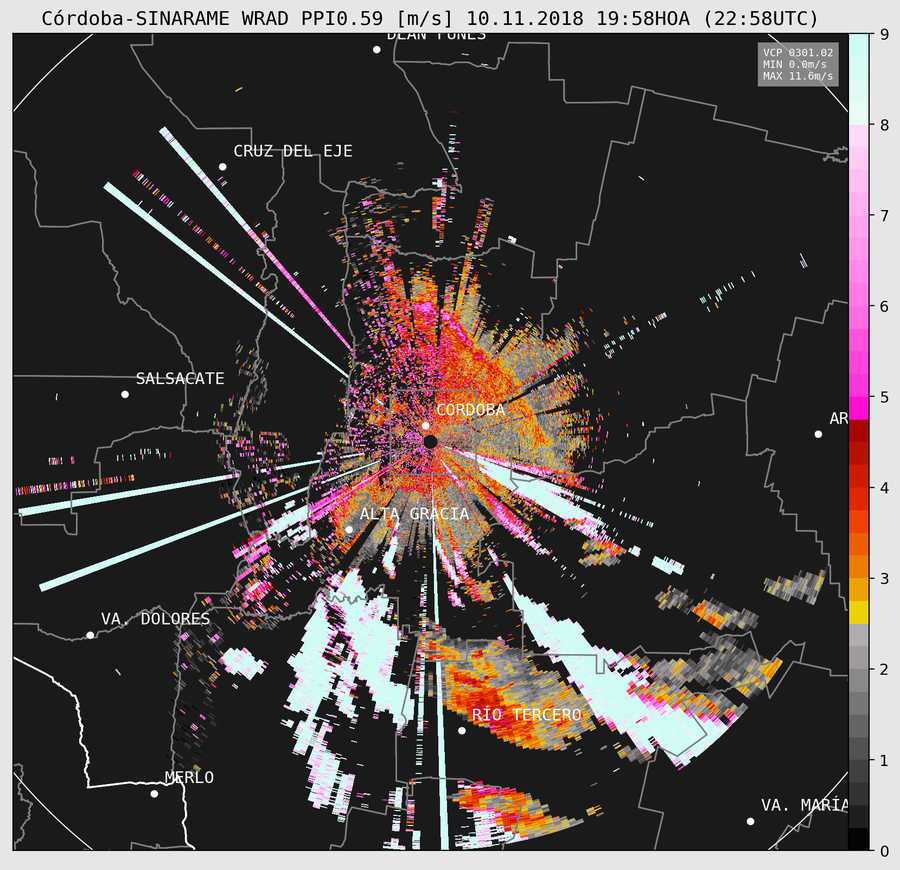 Córdoba-SINARAME WRAD PPI0.59 [m/s] 10.11.2018 19:58HOA (22:58UTC)
DEAN FUNES
VCP 0301.02
MIN 0.0m/s
MAX 11.6m/s
CRUZ DEL EJE
SALSACATE
CORDOBA
AR
ALTA GRACIA
VA. DOLORES
RÍO TERCERO
MERLO
VA. MARÍA
9
8
7
6
5
4
3
2
1
0